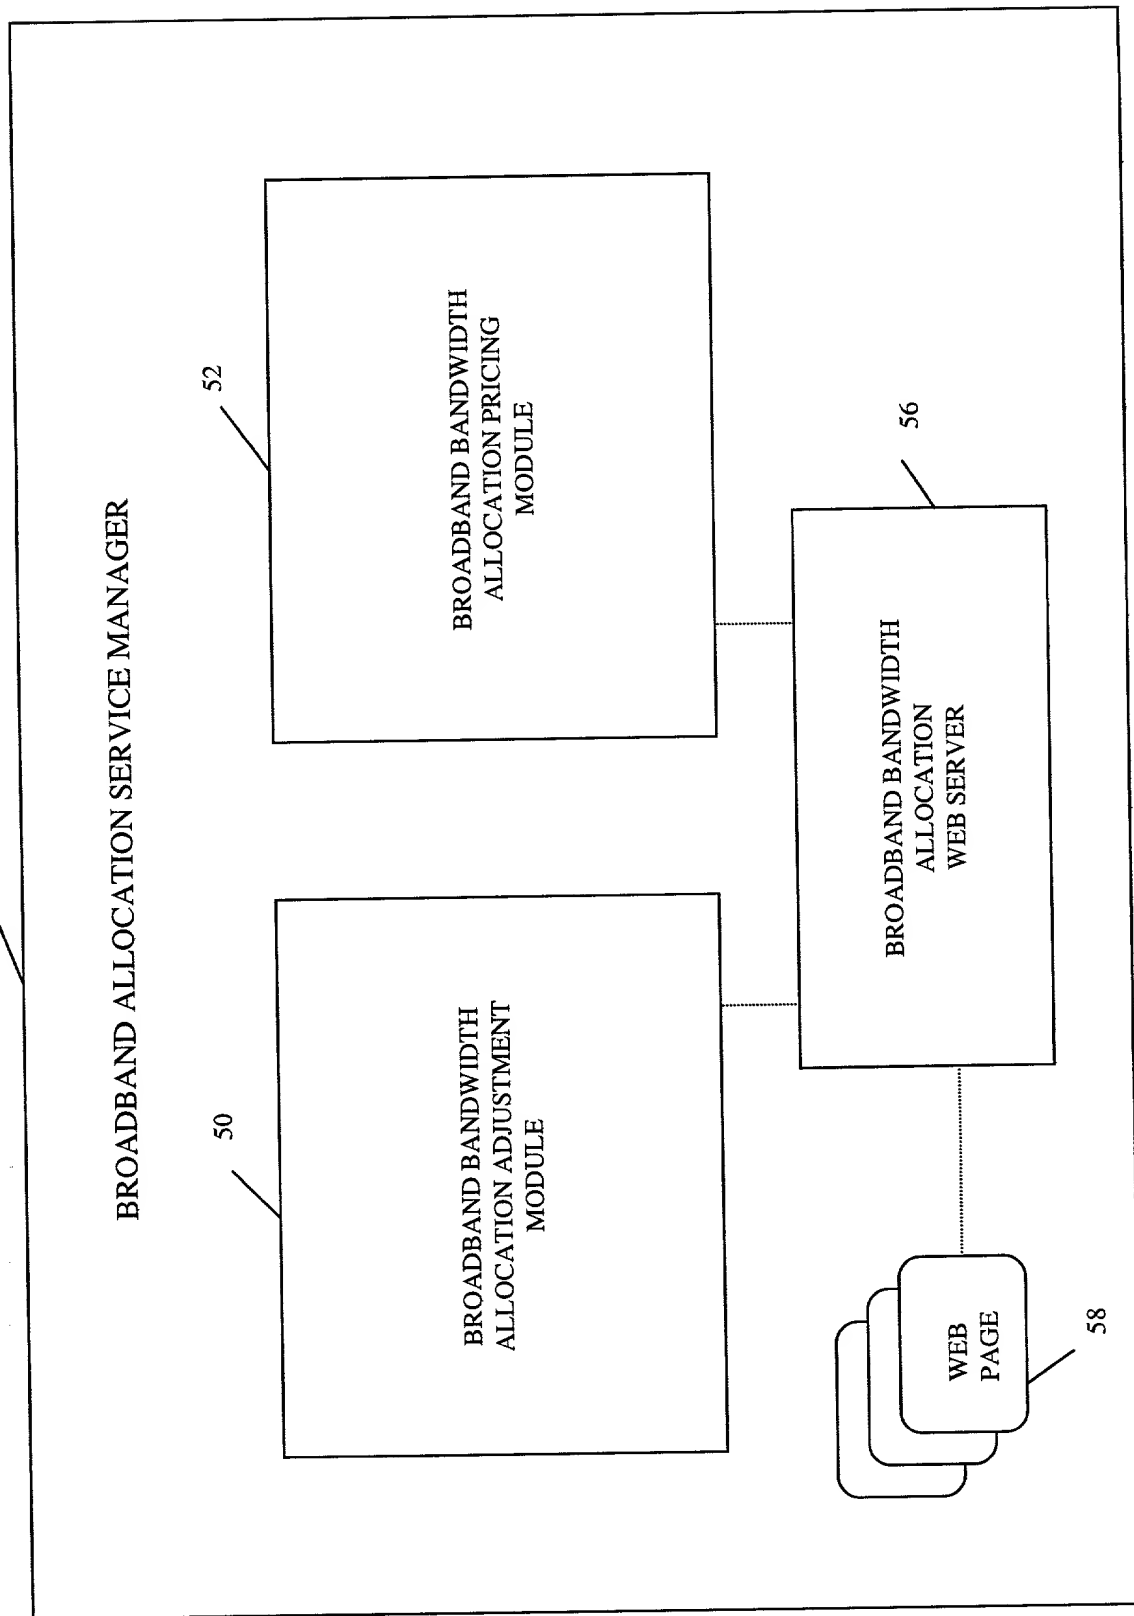 BROADBAND ALLOCATION SERVICE MANAGER
50
BROADBAND BANDWIDTH
ALLOCATION ADJUSTMENT
MODULE
52
BROADBAND BANDWIDTH
ALLOCATION PRICING
MODULE
56
BROADBAND BANDWIDTH
ALLOCATION
WEB SERVER
WEB
PAGE
58